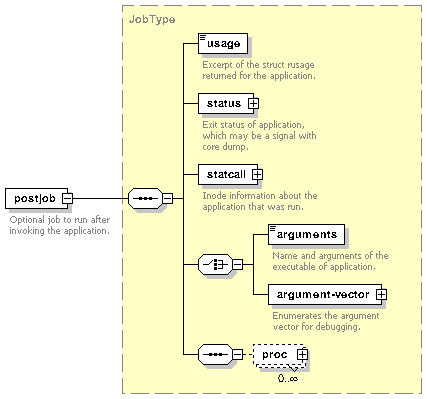 JobType
usage
Excerpt of the struct rusage
returned for the application.
status
Exit status of application,
which may be a signal with
core dump.
statcall
Inode information about the
application that was run.
postjob
Optional job to run after
invoking the application.
arguments
Name and arguments of the
executable of application.
argument-vector
Enumerates the argument
vector for debugging.
proc
0..∞